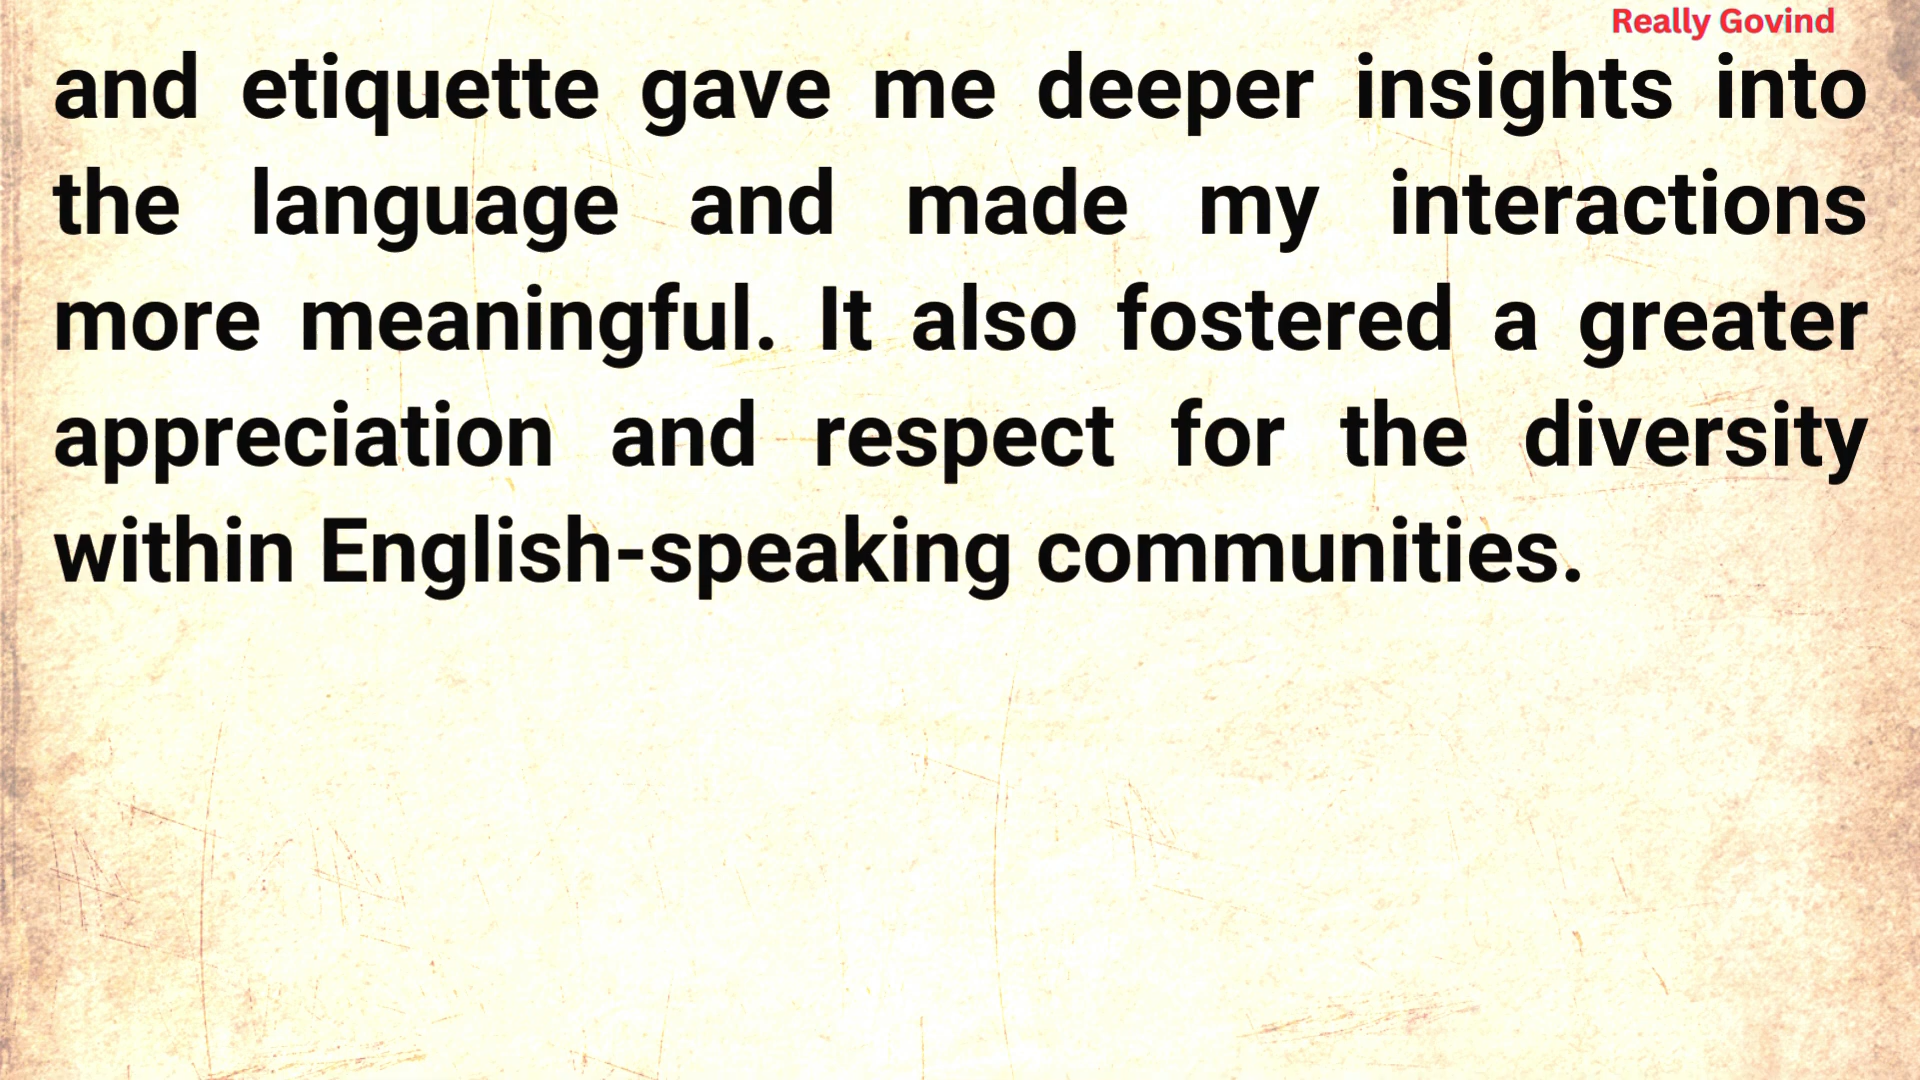 Really Govind
and etiquette gave me deeper insights into
the language and made my interactions
more meaningful. It also fostered a greater
appreciation and respect for the diversity
within English-speaking communities.